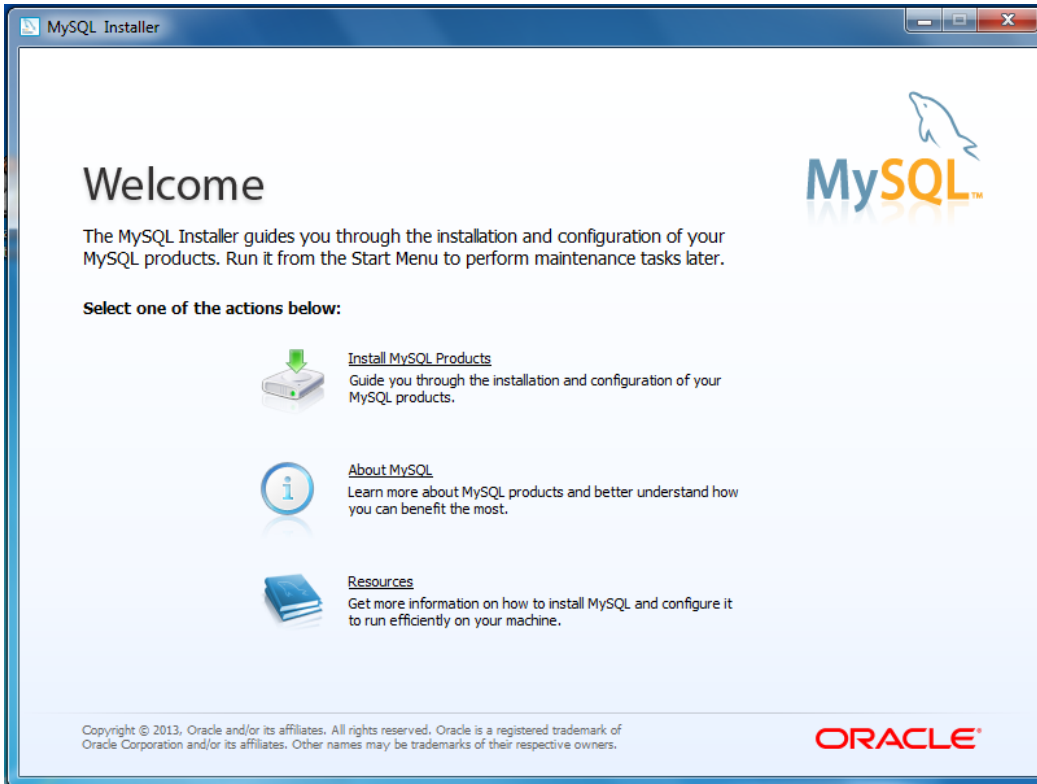 MySQL Installer
MySQL™
Welcome
The MySQL Installer guides you through the installation and configuration of your
MySQL products. Run it from the Start Menu to perform maintenance tasks later.
Select one of the actions below:
Install MySQL Products
Guide you through the installation and configuration of your
MySQL products.
About MySQL
Learn more about MySQL products and better understand how
you can benefit the most.
Resources
Get more information on how to install MySQL and configure it
to run efficiently on your machine.
Copyright © 2013, Oracle and/or its affiliates. All rights reserved. Oracle is a registered trademark of
Oracle Corporation and/or its affiliates. Other names may be trademarks of their respective owners.
ORACLE®